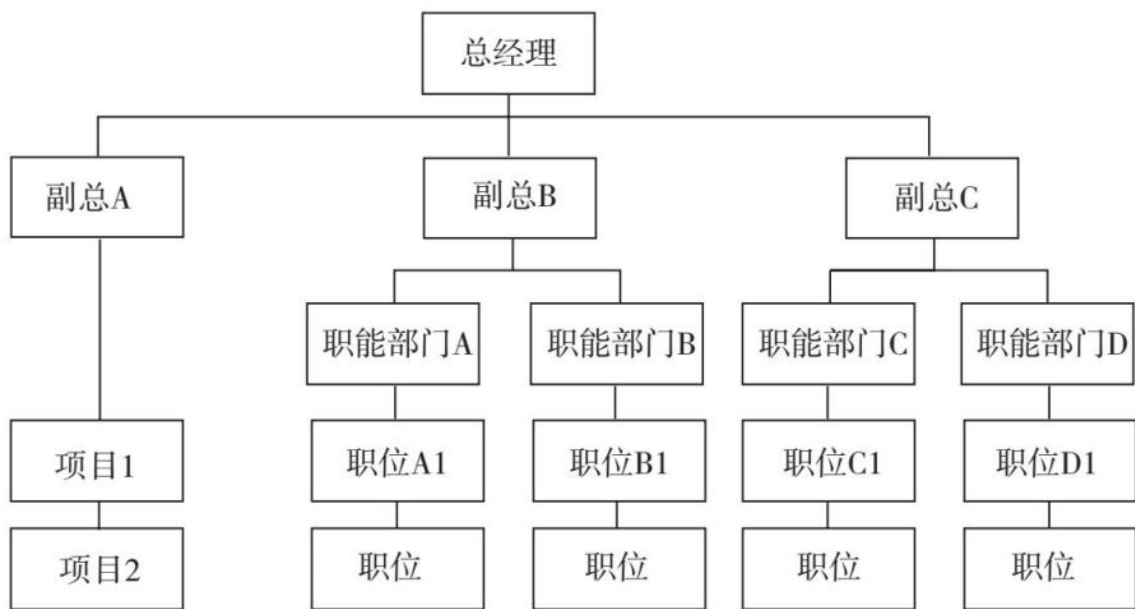 总经理
副总A
副总B
副总C
职能部门A
职能部门B
职能部门C
职能部门D
项目1
职位A1
职位B1
职位C1
职位D1
项目2
职位
职位
职位
职位